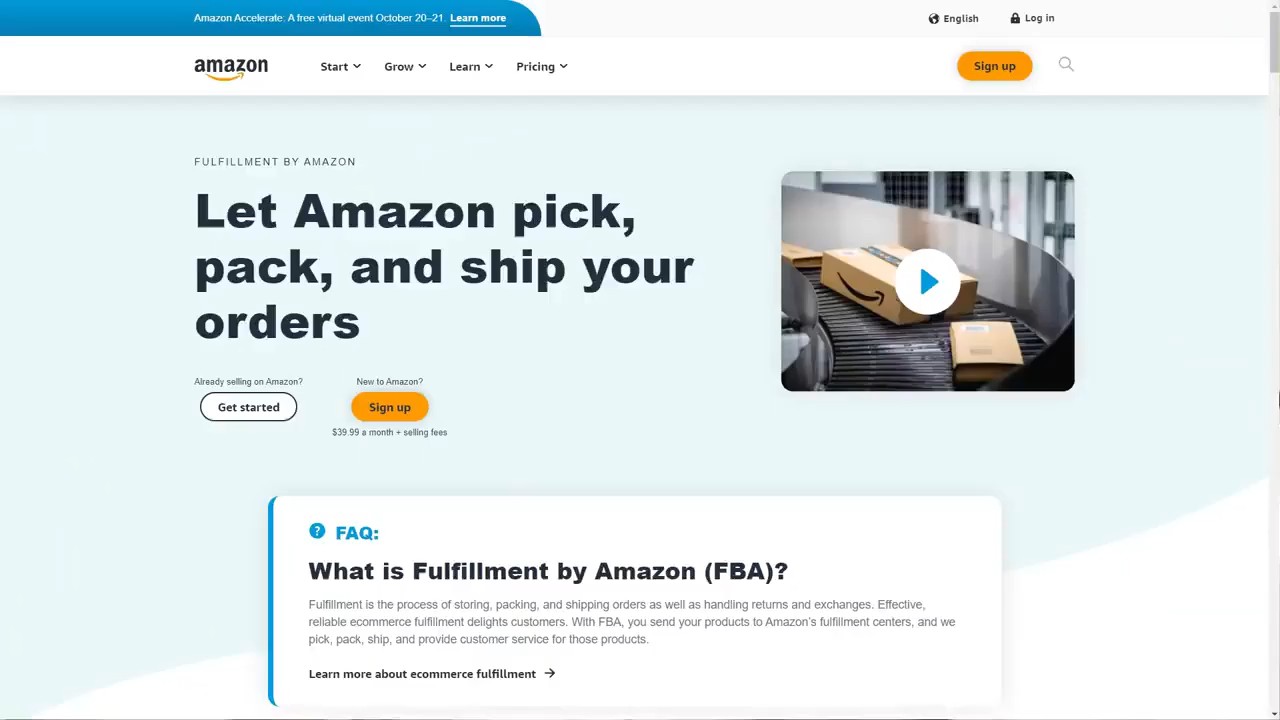 Amazon Accelerate: A free virtual event October 20–21. Learn more
English
Log in
amazon
Start
Grow
Learn
Pricing
Sign up
FULFILLMENT BY AMAZON
Let Amazon pick,
pack, and ship your
orders
Already selling on Amazon?
New to Amazon?
Get started
Sign up
$39.99 a month + selling fees
FAQ:
What is Fulfillment by Amazon (FBA)?
Fulfillment is the process of storing, packing, and shipping orders as well as handling returns and exchanges. Effective,
reliable ecommerce fulfillment delights customers. With FBA, you send your products to Amazon’s fulfillment centers, and we
pick, pack, ship, and provide customer service for those products.
Learn more about ecommerce fulfillment